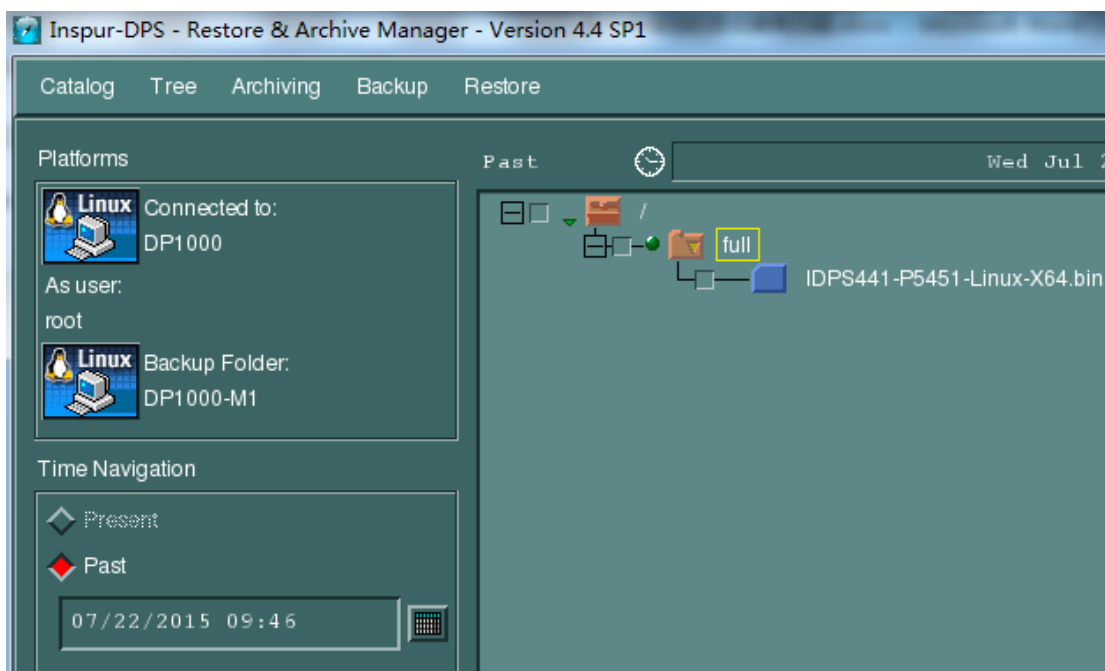 Inspur-DPS - Restore & Archive Manager - Version 4.4 SP1
Catalog Tree Archiving Backup Restore
Platforms
Linux
Connected to:
DP1000
As user:
root
Linux
Backup Folder:
DP1000-M1
Time Navigation
Present
Past
07/22/2015 09:46
Past Wed Jul
/
full
IDPS441-P5451-Linux-X64.bin